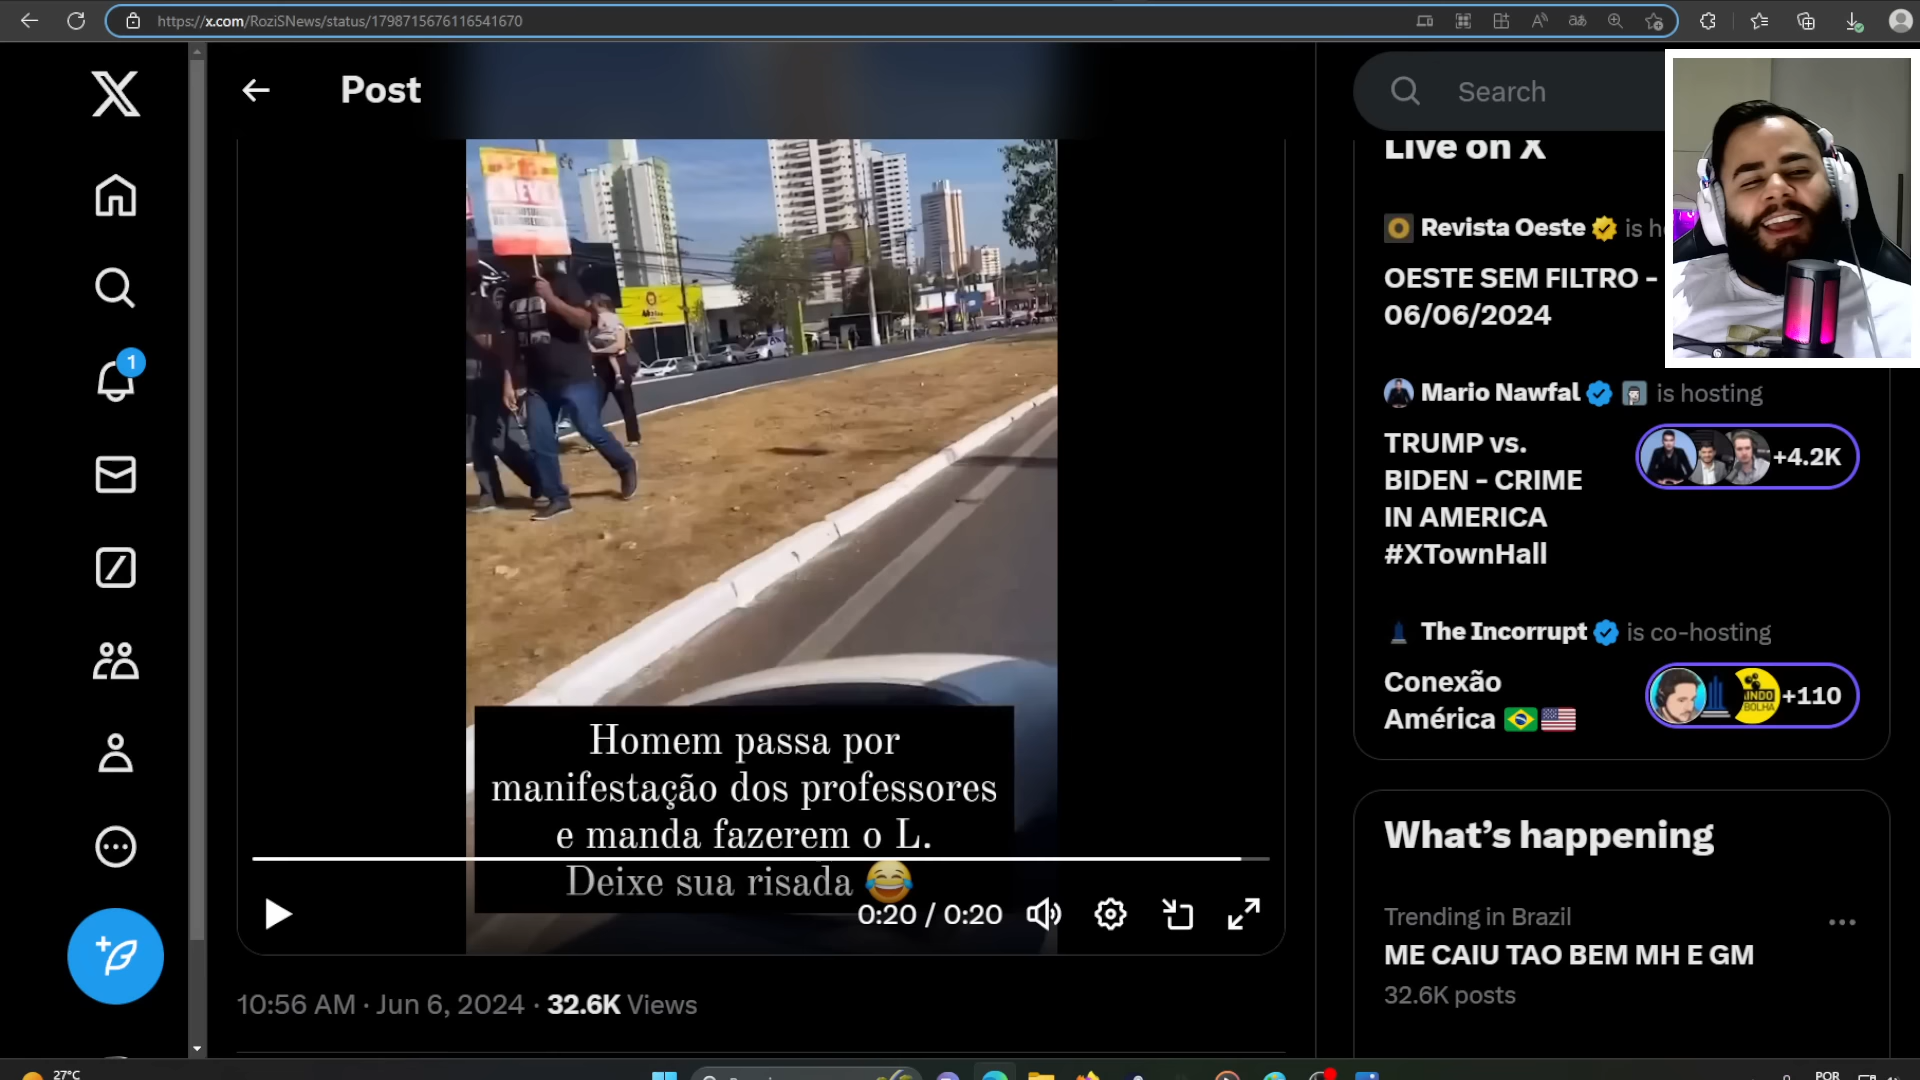 https://x.com/RoziSNews/status/1798715676116541670
Post
Search
1
Homem passa por
manifestação dos professores
e manda fazerem o L.
Deixe sua risada 😂
0:20 / 0:20
10:56 AM · Jun 6, 2024 · 32.6K Views
Live on X
Revista Oeste is h
OESTE SEM FILTRO -
06/06/2024
Mario Nawfal is hosting
TRUMP vs.
BIDEN - CRIME
IN AMERICA
#XTownHall
+4.2K
The Incorrupt is co-hosting
Conexão
América 🇧🇷🇺🇸
+110
What's happening
Trending in Brazil
ME CAIU TAO BEM MH E GM
32.6K posts
27°C
POR